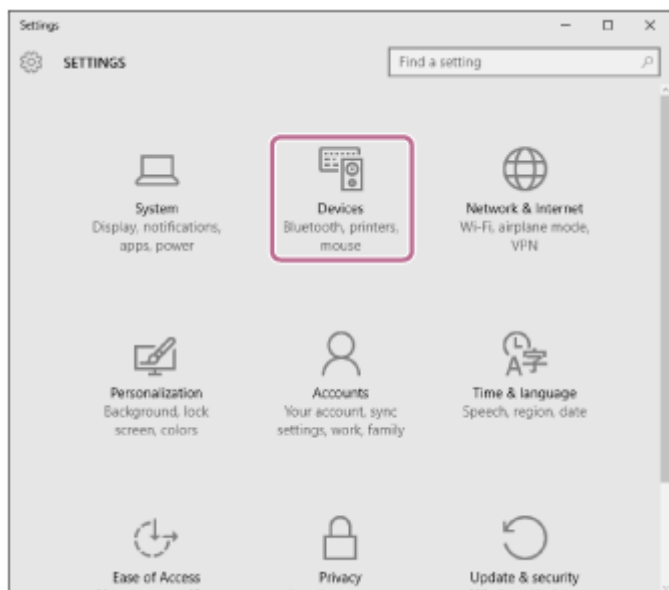 Settings
SETTINGS
Find a setting
System
Display, notifications,
apps, power
Devices
Bluetooth, printers,
mouse
Network & Internet
Wi-Fi, airplane mode,
VPN
Personalization
Background, lock
screen, colors
Accounts
Your account, sync
settings, work, family
A字
Time & language
Speech, region, date
Ease of Access
Privacy
Update & security